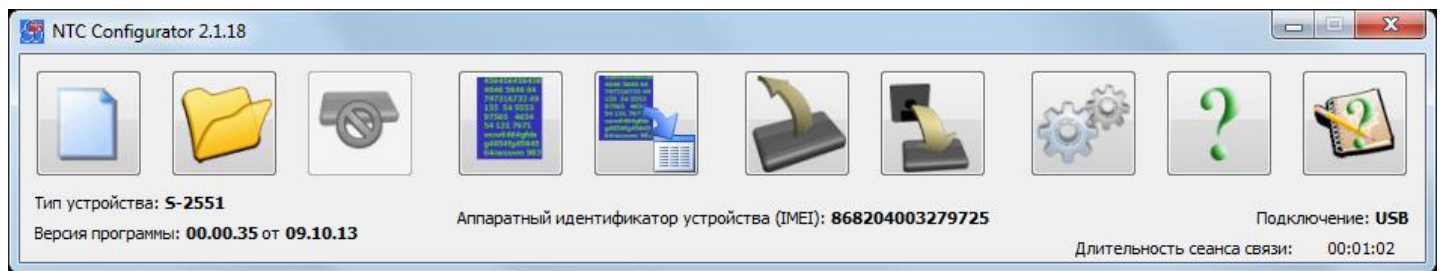 NTC Configurator 2.1.18
Тип устройства: S-2551
Аппаратный идентификатор устройства (IMEI): 868204003279725
Подключение: USB
Версия программы: 00.00.35 от 09.10.13
Длительность сеанса связи: 00:01:02